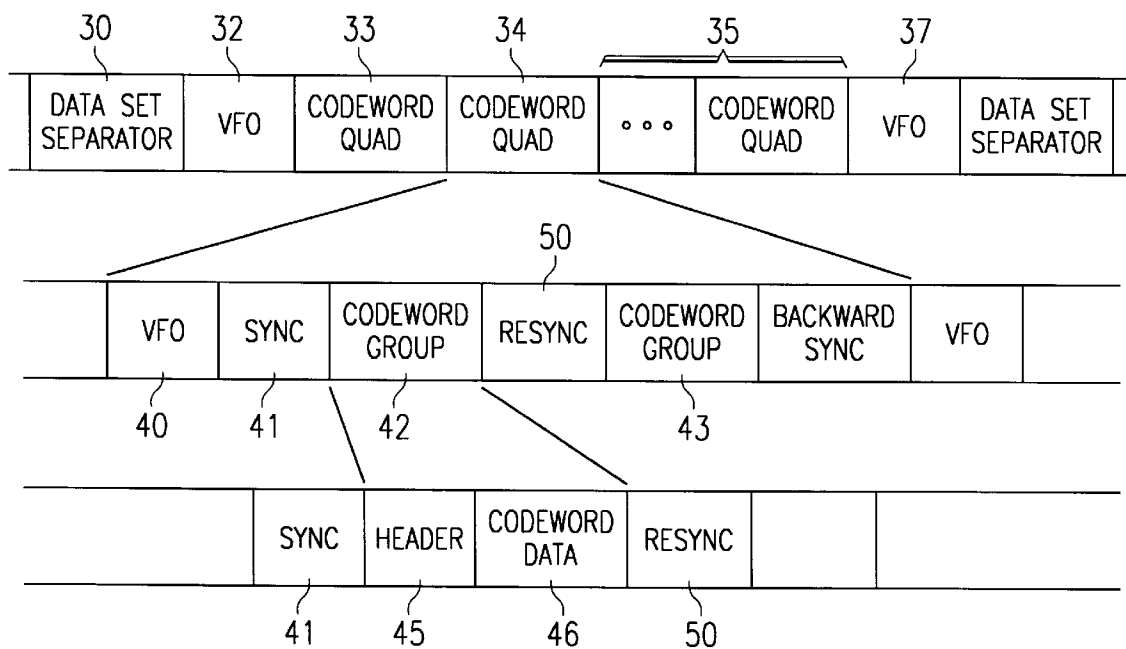 30 32 33 34 35 37
DATA SET SEPARATOR VFO CODEWORD QUAD CODEWORD QUAD ∘∘∘ CODEWORD QUAD VFO DATA SET SEPARATOR
50
VFO SYNC CODEWORD GROUP RESYNC CODEWORD GROUP BACKWARD SYNC VFO
40 41 42 43
SYNC HEADER CODEWORD DATA RESYNC
41 45 46 50